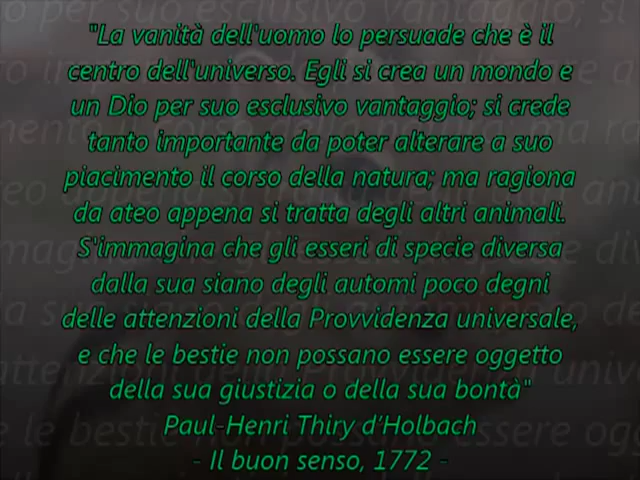 "La vanità dell'uomo lo persuade che è il
centro dell'universo. Egli si crea un mondo e
un Dio per suo esclusivo vantaggio; si crede
tanto importante da poter alterare a suo
piacimento il corso della natura; ma ragiona
da ateo appena si tratta degli altri animali.
S'immagina che gli esseri di specie diversa
dalla sua siano degli automi poco degni
delle attenzioni della Provvidenza universale,
e che le bestie non possano essere oggetto
della sua giustizia o della sua bontà"
Paul-Henri Thiry d'Holbach
- Il buon senso, 1772 -